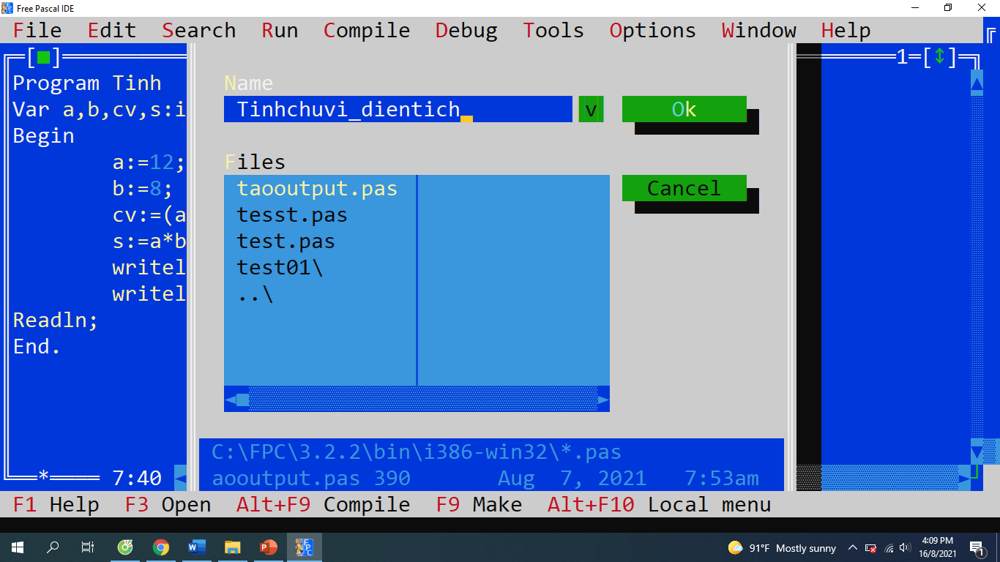 Free Pascal IDE
File Edit Search Run Compile Debug Tools Options Window Help
1
Program Tinh
Var a,b,cv,s:i
Begin
a:=12;
b:=8;
cv:=(a
s:=a*b
writel
writel
Readln;
End.
7:40
Name
Tinhchuvi_dientich
v
Ok
Files
taooutput.pas
tesst.pas
test.pas
test01\
..\
Cancel
C:\FPC\3.2.2\bin\i386-win32\*.pas
aooutput.pas 390 Aug 7, 2021 7:53am
F1 Help F3 Open Alt+F9 Compile F9 Make Alt+F10 Local menu
91°F Mostly sunny
4:09 PM
16/8/2021
1